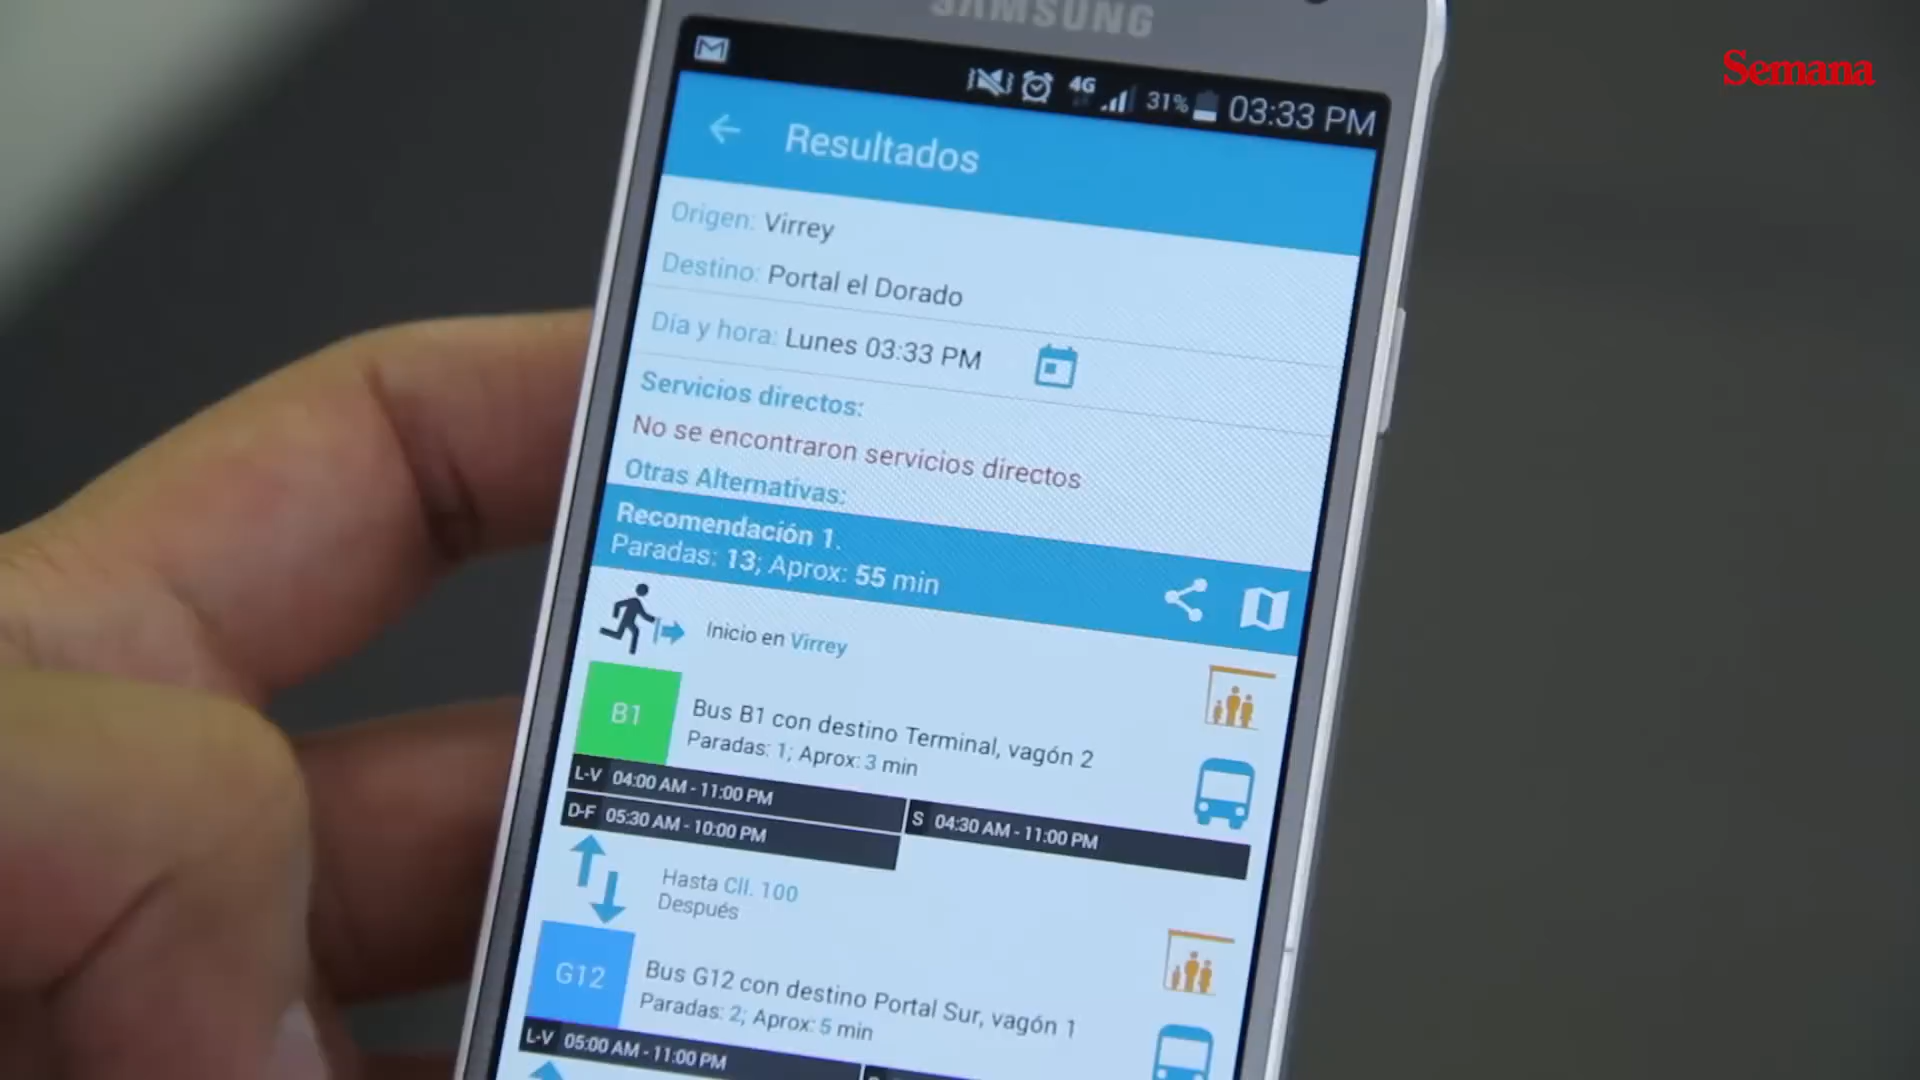 SAMSUNG
Semana
4G 31% 03:33 PM
Resultados
Origen: Virrey
Destino: Portal el Dorado
Día y hora: Lunes 03:33 PM
Servicios directos:
No se encontraron servicios directos
Otras Alternativas:
Recomendación 1.
Paradas: 13; Aprox: 55 min
Inicio en Virrey
B1
Bus B1 con destino Terminal, vagón 2
Paradas: 1; Aprox: 3 min
L-V 04:00 AM - 11:00 PM
S 04:30 AM - 11:00 PM
D-F 05:30 AM - 10:00 PM
Hasta Cll. 100
Después
G12
Bus G12 con destino Portal Sur, vagón 1
Paradas: 2; Aprox: 5 min
L-V 05:00 AM - 11:00 PM